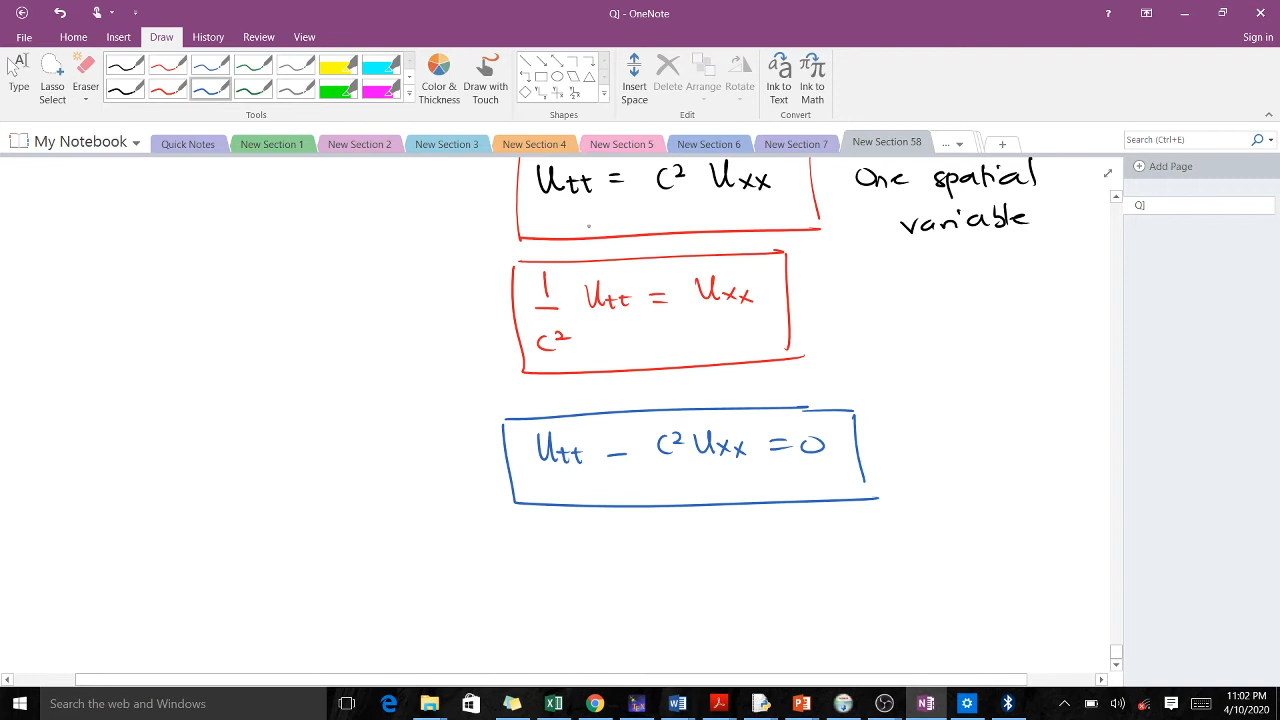 Q] - OneNote
Sign in
File Home Insert Draw History Review View
Type
Lasso Select
Eraser
Color & Thickness
Draw with Touch
Insert Space
Delete
Arrange
Rotate
Ink to Text
Ink to Math
Tools
Shapes
Edit
Convert
My Notebook
Quick Notes
New Section 1
New Section 2
New Section 3
New Section 4
New Section 5
New Section 6
New Section 7
New Section 58
...
Search (Ctrl+E)
Add Page
Q]
Utt = c² Uxx One spatial
variable
1/c² Utt = Uxx
Utt - c² Uxx = 0
Search the web and Windows
11:02 PM
4/10/2020